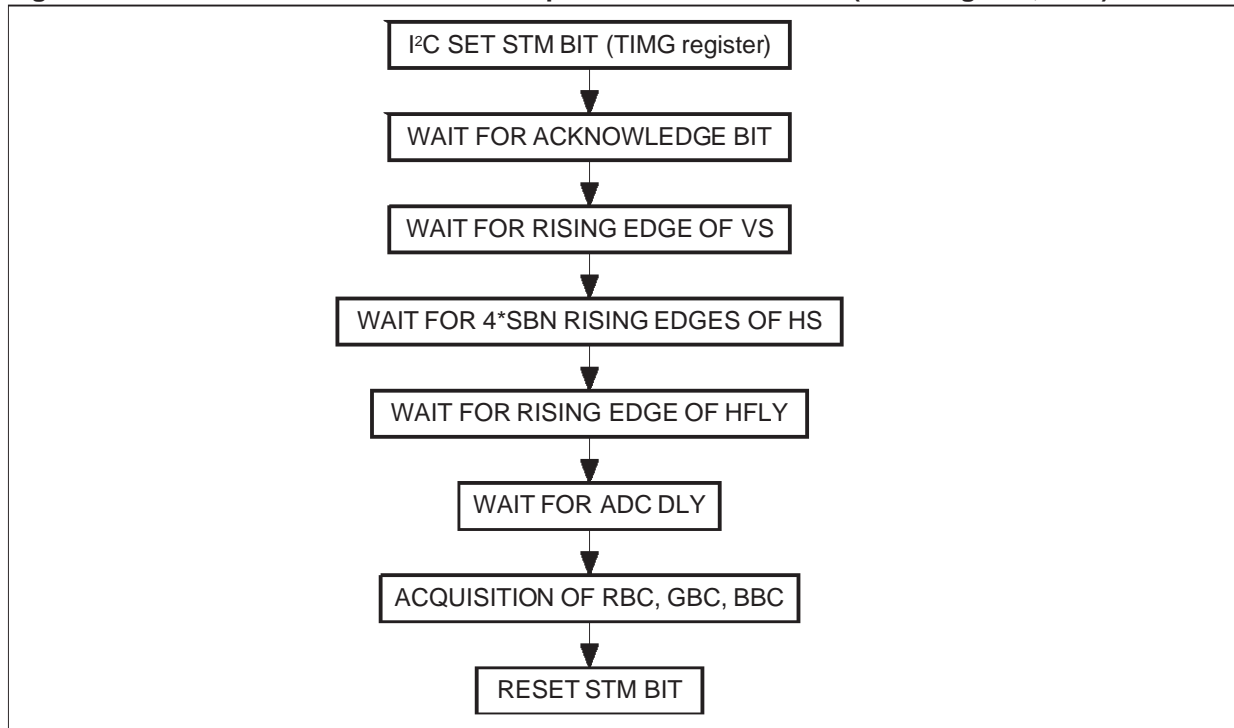 I²C SET STM BIT (TIMG register)
WAIT FOR ACKNOWLEDGE BIT
WAIT FOR RISING EDGE OF VS
WAIT FOR 4*SBN RISING EDGES OF HS
WAIT FOR RISING EDGE OF HFLY
WAIT FOR ADC DLY
ACQUISITION OF RBC, GBC, BBC
RESET STM BIT